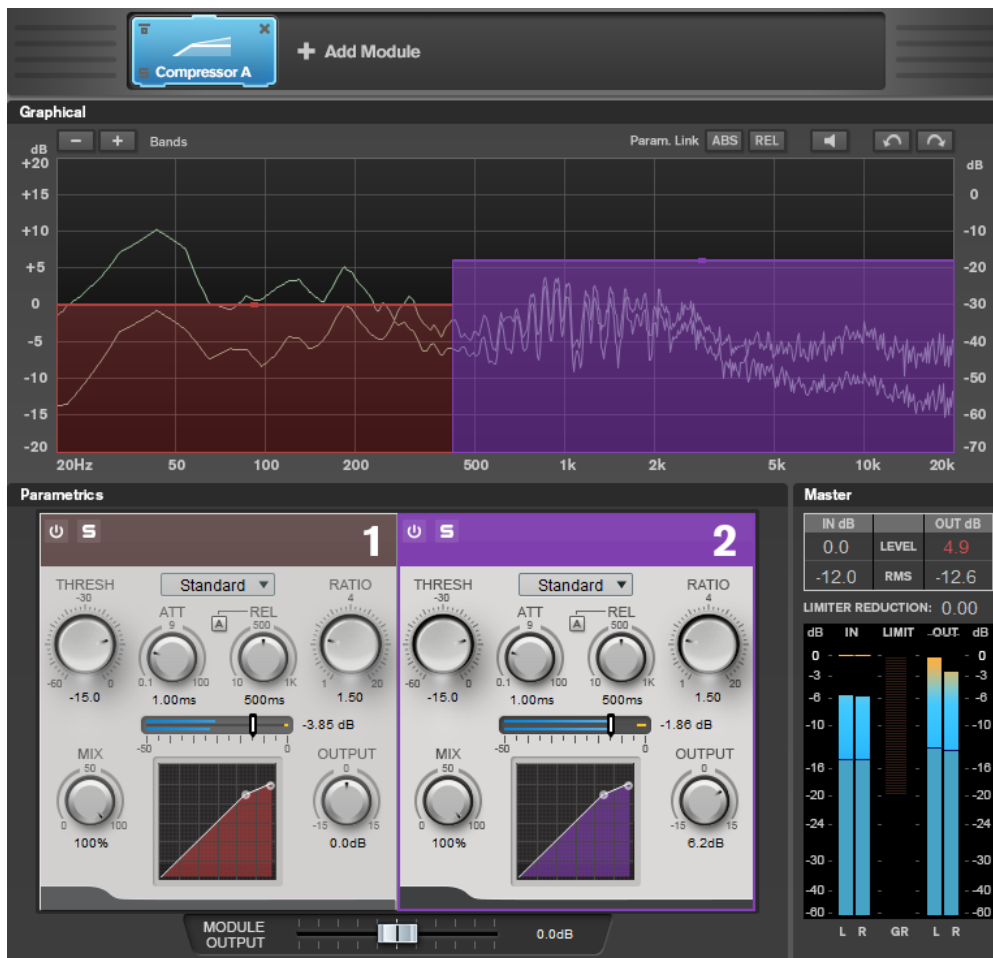 S Compressor A
Add Module
Graphical
Bands
Param. Link ABS REL
dB
+20
+15
+10
+5
0
-5
-10
-15
-20
dB
0
-10
-20
-30
-40
-50
-60
-70
20Hz 50 100 200 500 1k 2k 5k 10k 20k
Parametrics
S 1
THRESH
-30
-60 0
-15.0
Standard
ATT
9
0.1 100
1.00ms
A
REL
500
10 1K
500ms
RATIO
4
1 20
1.50
-3.85 dB
-50 0
MIX
50
0 100
100%
OUTPUT
0
-15 15
0.0dB
S 2
THRESH
-30
-60 0
-15.0
Standard
ATT
9
0.1 100
1.00ms
A
REL
500
10 1K
500ms
RATIO
4
1 20
1.50
-1.86 dB
-50 0
MIX
50
0 100
100%
OUTPUT
0
-15 15
6.2dB
MODULE
OUTPUT
0.0dB
Master
IN dB OUT dB
0.0 LEVEL 4.9
-12.0 RMS -12.6
LIMITER REDUCTION: 0.00
dB IN LIMIT OUT dB
0 0
-3 -3
-6 -6
-10 -10
-16 -16
-20 -20
-24 -24
-30 -30
-40 -40
-60 -60
L R GR L R